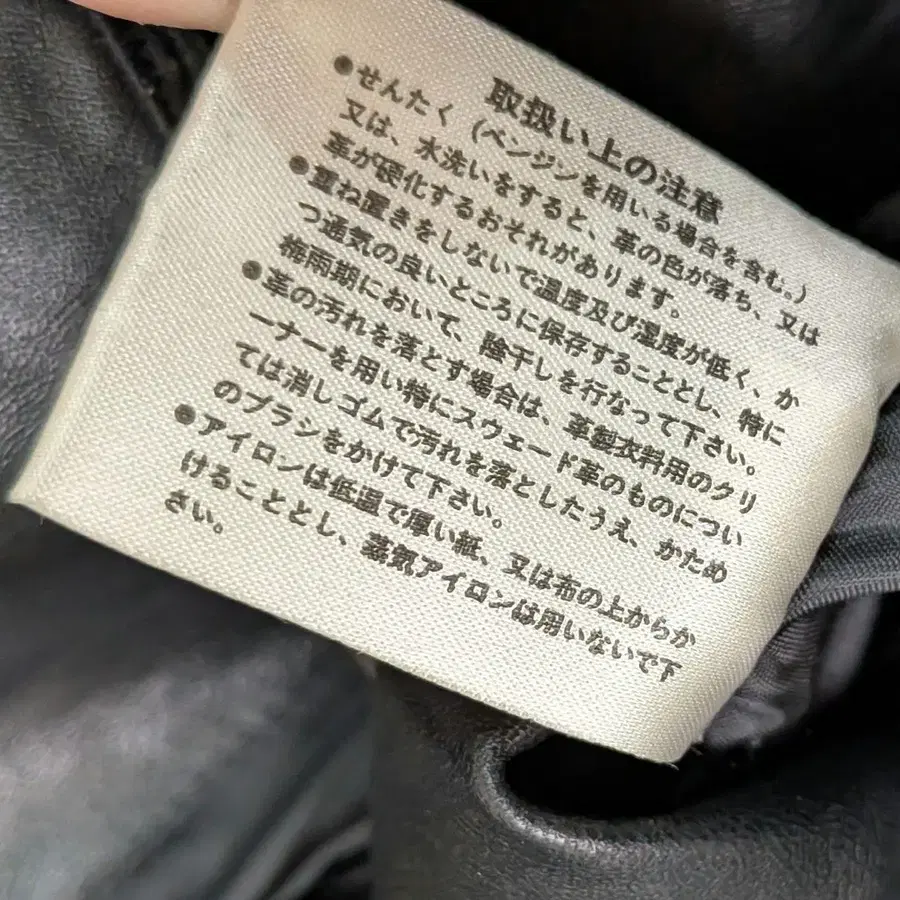 取扱い上の注意
●せんたく（ベンジンを用いる場合を含む。）
又は、水洗いをすると、革の色が落ち、又は
革が硬化するおそれがあります。
●重ね置きをしないで温度及び湿度が低く、か
つ通気の良いところに保存することとし、特に
梅雨期において、陰干しを行なって下さい。
●革の汚れを落とす場合は、革製衣料用のクリ
ーナーを用い特にスウェード革のものについ
ては消しゴムで汚れを落としたうえ、かため
のブラシをかけて下さい。
●アイロンは低温で厚い紙、又は布の上からか
けることとし、蒸気アイロンは用いないで下
さい。